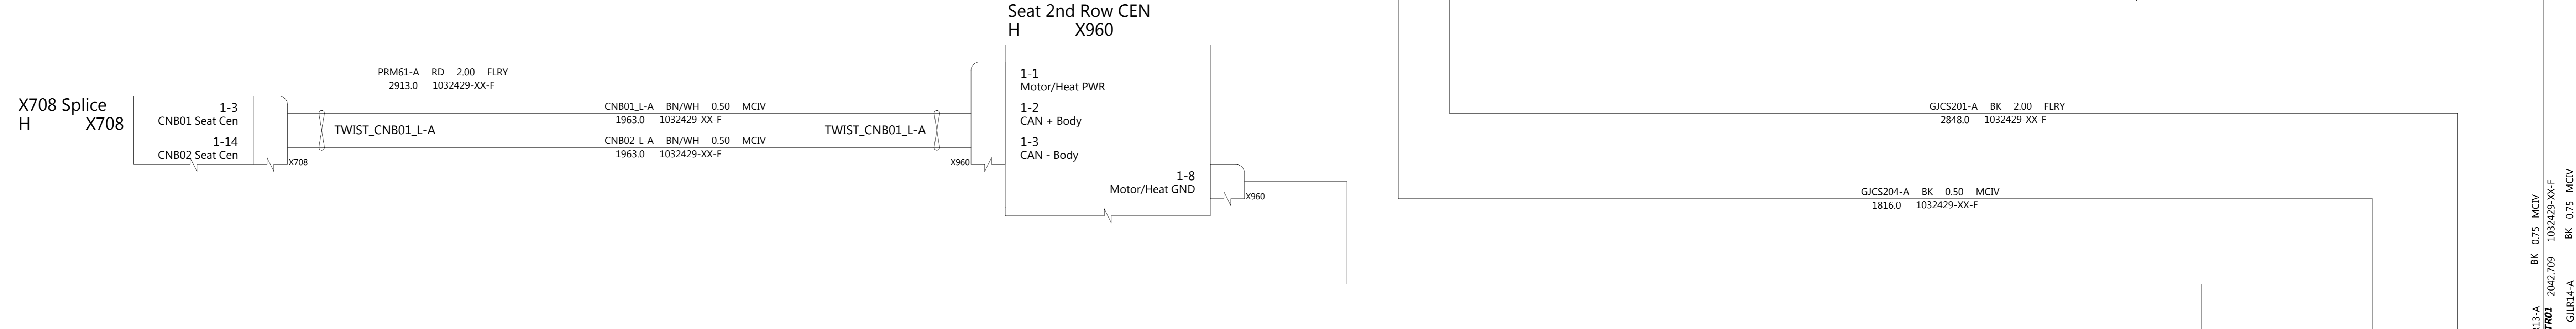 Seat 2nd Row CEN
H X960
PRM61-A RD 2.00 FLRY
2913.0 1032429-XX-F
X708 Splice
H X708
1-3
CNB01 Seat Cen
1-14
CNB02 Seat Cen
X708
TWIST_CNB01_L-A
CNB01_L-A BN/WH 0.50 MCIV
1963.0 1032429-XX-F
CNB02_L-A BN/WH 0.50 MCIV
1963.0 1032429-XX-F
TWIST_CNB01_L-A
X960
1-1
Motor/Heat PWR
1-2
CAN + Body
1-3
CAN - Body
1-8
Motor/Heat GND
X960
GJCS201-A BK 2.00 FLRY
2848.0 1032429-XX-F
GJCS204-A BK 0.50 MCIV
1816.0 1032429-XX-F
13-A BK 0.75 MCIV
TR01 2042.709 1032429-XX-F
GJLR14-A BK 0.75 MCIV